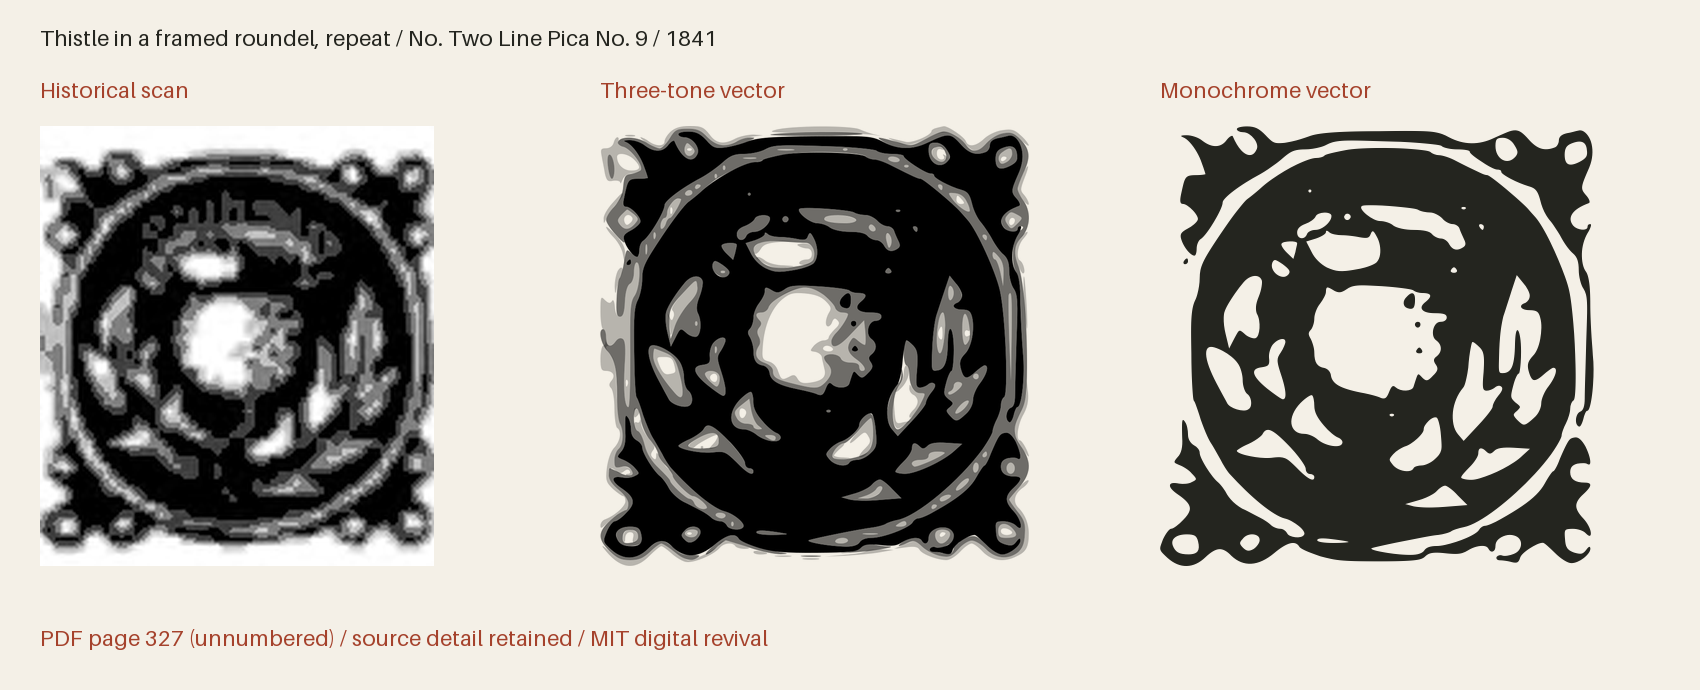 Thistle in a framed roundel, repeat / No. Two Line Pica No. 9 / 1841
Historical scan
Three-tone vector
Monochrome vector
PDF page 327 (unnumbered) / source detail retained / MIT digital revival